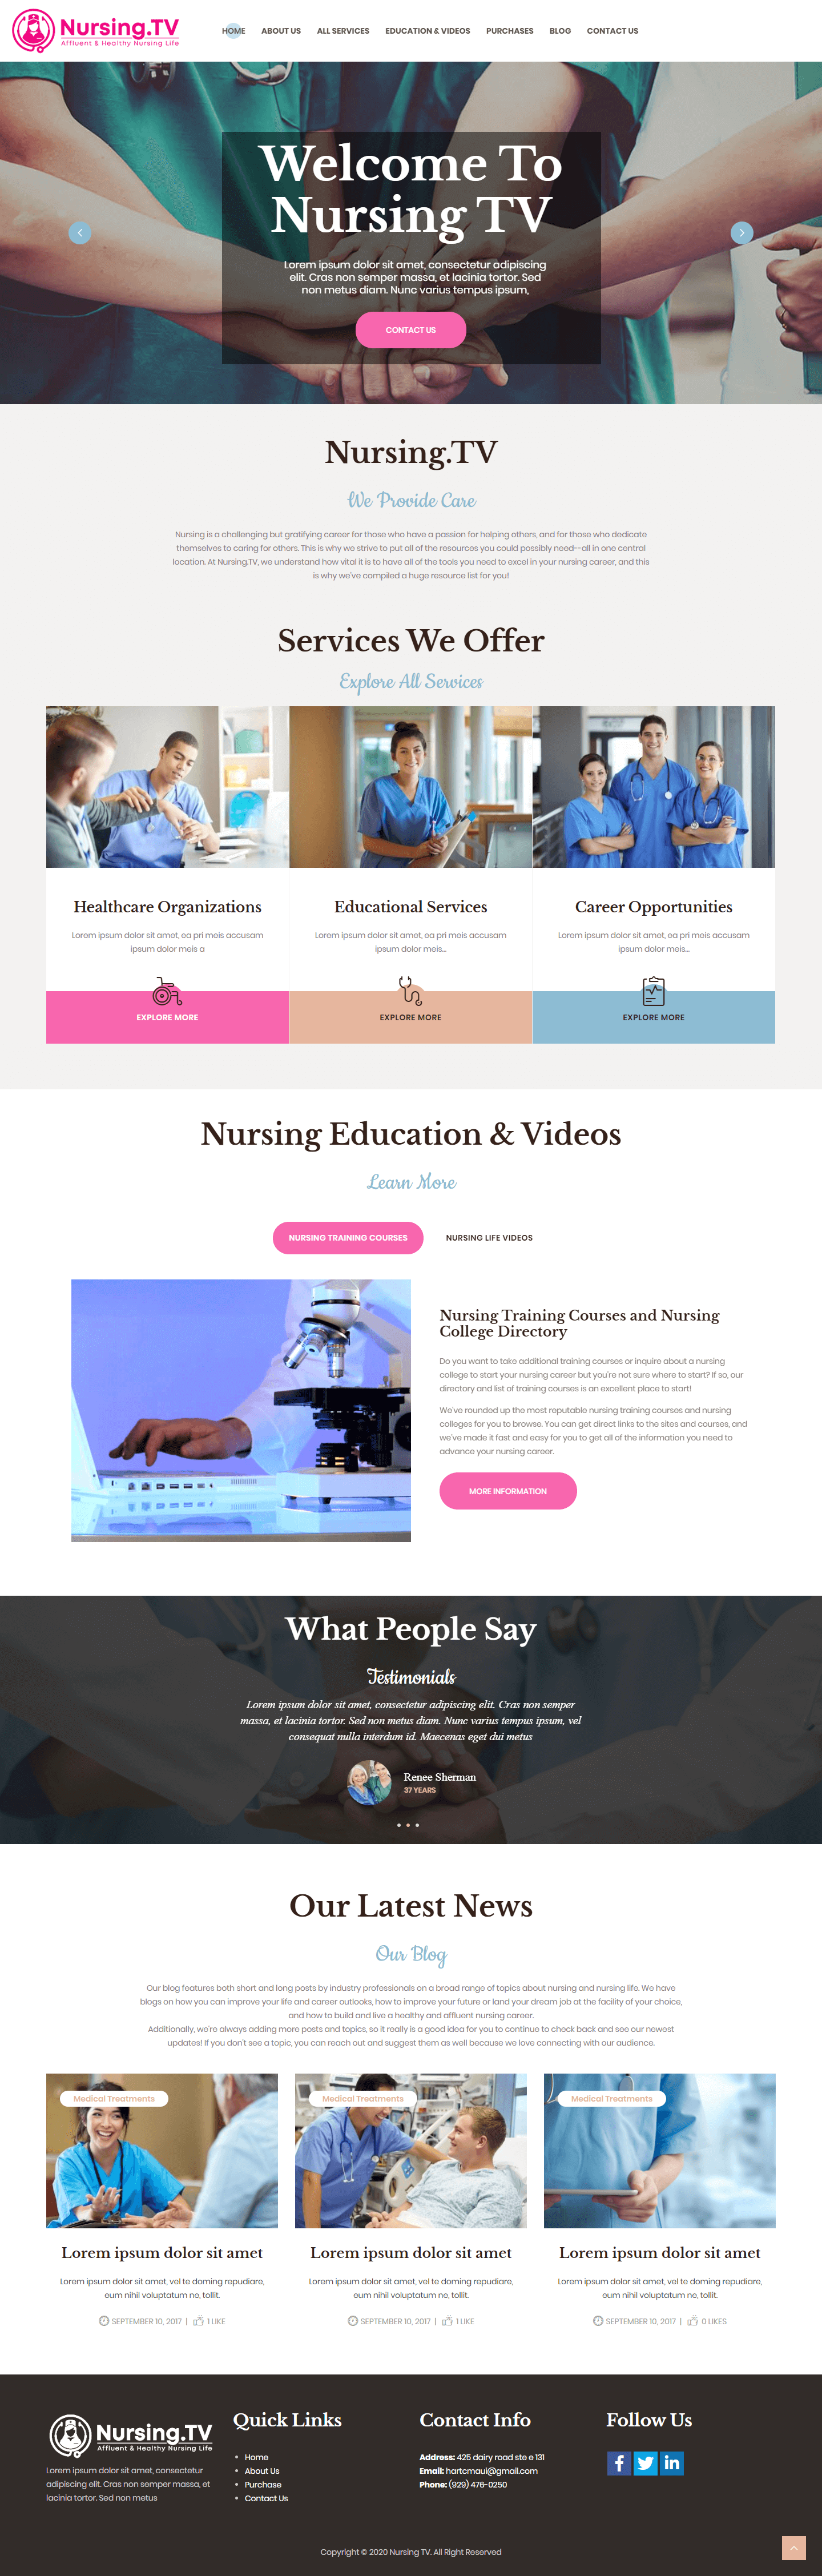 Nursing.TV
Affluent & Healthy Nursing Life
HOME ABOUT US ALL SERVICES EDUCATION & VIDEOS PURCHASES BLOG CONTACT US
Welcome To
Nursing TV
Lorem ipsum dolor sit amet, consectetur adipiscing
elit. Cras non semper massa, et lacinia tortor. Sed
non metus diam. Nunc varius tempus ipsum,
CONTACT US
Nursing.TV
We Provide Care
Nursing is a challenging but gratifying career for those who have a passion for helping others, and for those who dedicate
themselves to caring for others. This is why we strive to put all of the resources you could possibly need--all in one central
location. At Nursing.TV, we understand how vital it is to have all of the tools you need to excel in your nursing career, and this
is why we've compiled a huge resource list for you!
Services We Offer
Explore All Services
Healthcare Organizations
Lorem ipsum dolor sit amet, ea pri meis accusam
ipsum dolor meis a
EXPLORE MORE
Educational Services
Lorem ipsum dolor sit amet, ea pri meis accusam
ipsum dolor meis...
EXPLORE MORE
Career Opportunities
Lorem ipsum dolor sit amet, ea pri meis accusam
ipsum dolor meis...
EXPLORE MORE
Nursing Education & Videos
Learn More
NURSING TRAINING COURSES NURSING LIFE VIDEOS
Nursing Training Courses and Nursing
College Directory
Do you want to take additional training courses or inquire about a nursing
college to start your nursing career but you're not sure where to start? If so, our
directory and list of training courses is an excellent place to start!
We've rounded up the most reputable nursing training courses and nursing
colleges for you to browse. You can get direct links to the sites and courses, and
we've made it fast and easy for you to get all of the information you need to
advance your nursing career.
MORE INFORMATION
What People Say
Testimonials
Lorem ipsum dolor sit amet, consectetur adipiscing elit. Cras non semper
massa, et lacinia tortor. Sed non metus diam. Nunc varius tempus ipsum, vel
consequat nulla interdum id. Maecenas eget dui metus
Renee Sherman
37 YEARS
Our Latest News
Our Blog
Our blog features both short and long posts by industry professionals on a broad range of topics about nursing and nursing life. We have
blogs on how you can improve your life and career outlooks, how to improve your future or land your dream job at the facility of your choice,
and how to build and live a healthy and affluent nursing career.
Additionally, we're always adding more posts and topics, so it really is a good idea for you to continue to check back and see our newest
updates! If you don't see a topic, you can reach out and suggest them as well because we love connecting with our audience.
Medical Treatments
Lorem ipsum dolor sit amet
Lorem ipsum dolor sit amet, vel te doming repudiare,
eum nihil voluptatum no, tollit.
SEPTEMBER 10, 2017 | 1 LIKE
Medical Treatments
Lorem ipsum dolor sit amet
Lorem ipsum dolor sit amet, vel te doming repudiare,
eum nihil voluptatum no, tollit.
SEPTEMBER 10, 2017 | 1 LIKE
Medical Treatments
Lorem ipsum dolor sit amet
Lorem ipsum dolor sit amet, vel te doming repudiare,
eum nihil voluptatum no, tollit.
SEPTEMBER 10, 2017 | 0 LIKES
Nursing.TV
Affluent & Healthy Nursing Life
Lorem ipsum dolor sit amet, consectetur
adipiscing elit. Cras non semper massa, et
lacinia tortor. Sed non metus
Quick Links
Home
About Us
Purchase
Contact Us
Contact Info
Address: 425 dairy road ste e 131
Email: hartcmaui@gmail.com
Phone: (929) 476-0250
Follow Us
Copyright © 2020 Nursing TV. All Right Reserved